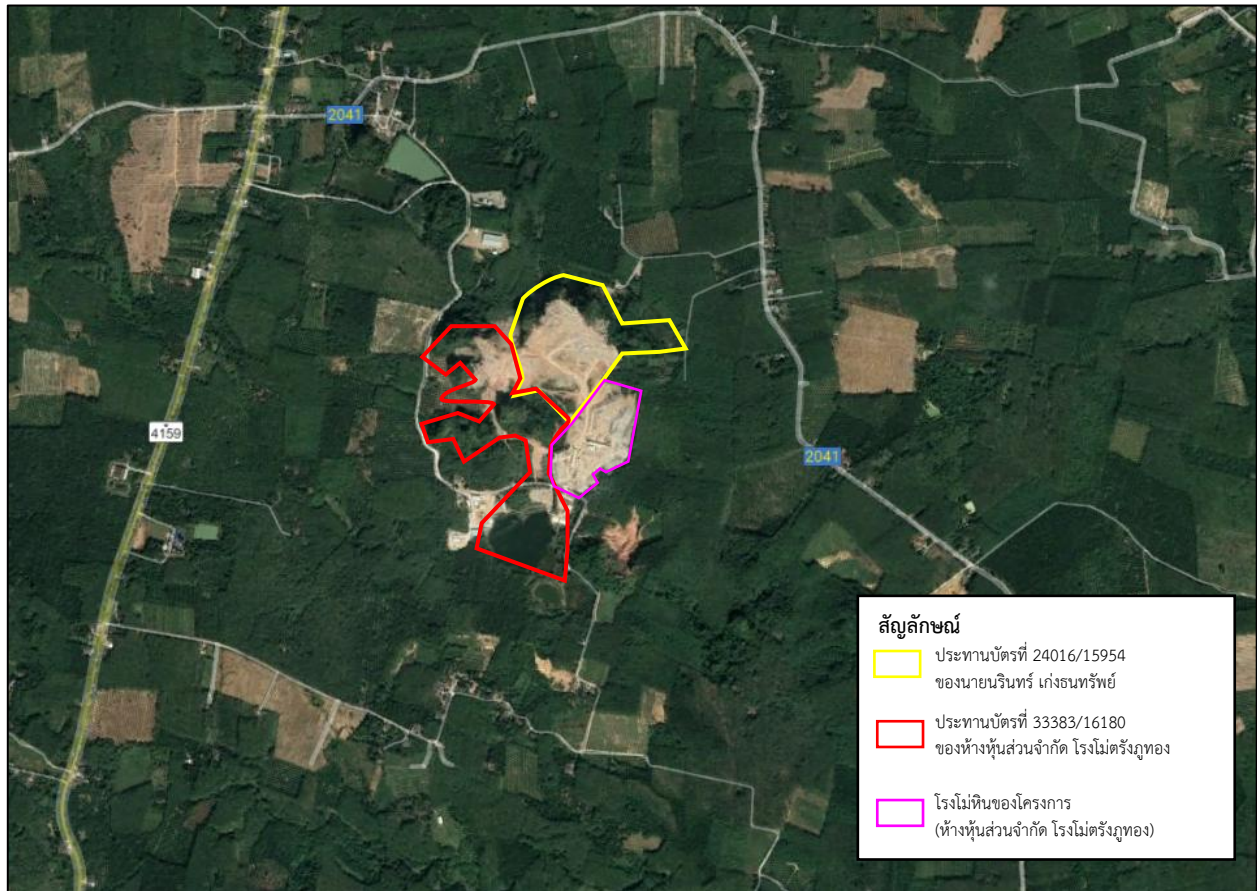 2041
4159
2041
สัญลักษณ์
ประทานบัตรที่ 24016/15954
ของนายนรินทร์ เก่งธนทรัพย์
ประทานบัตรที่ 33383/16180
ของห้างหุ้นส่วนจำกัด โรงโม่ตรังภูทอง
โรงโม่หินของโครงการ
(ห้างหุ้นส่วนจำกัด โรงโม่ตรังภูทอง)